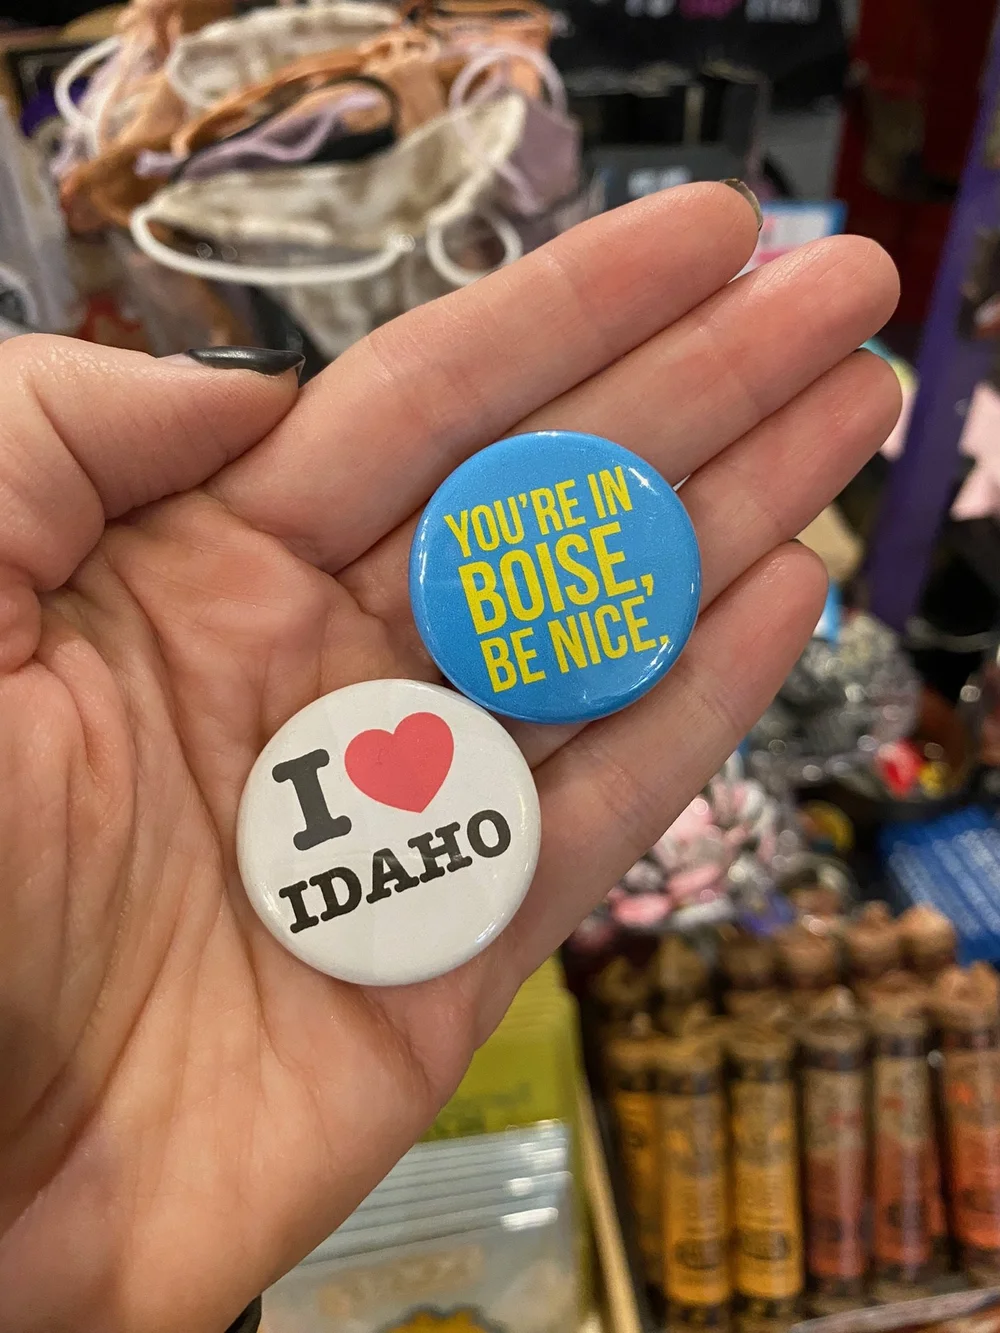 YOU'RE IN
BOISE,
BE NICE.
I
IDAHO